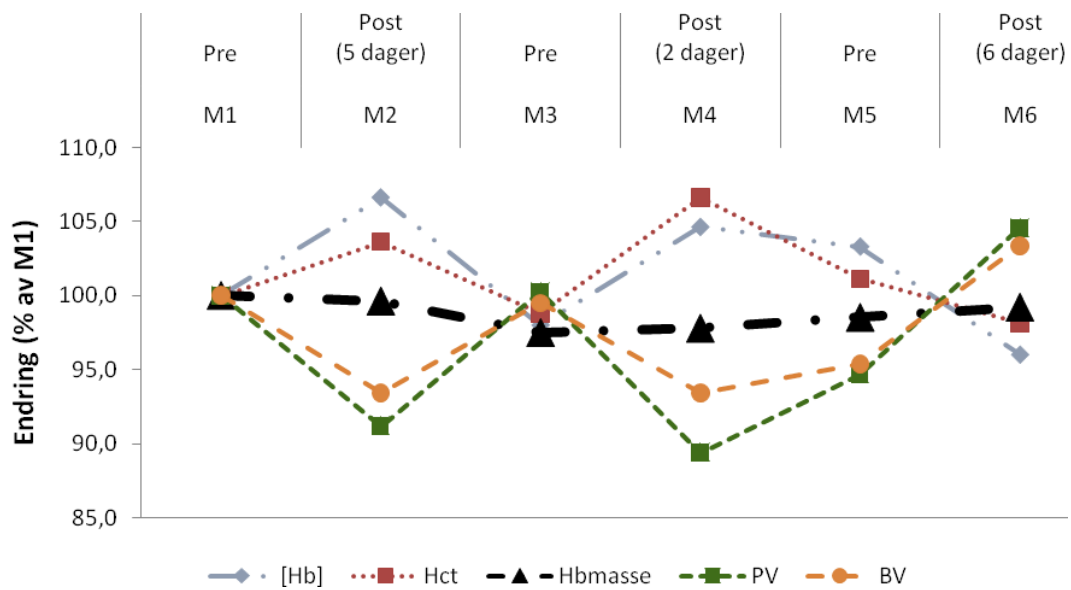 Pre
Post
(5 dager)
Pre
Post
(2 dager)
Pre
Post
(6 dager)
M1 M2 M3 M4 M5 M6
Endring (% av M1)
110,0
105,0
100,0
95,0
90,0
85,0
[Hb] Hct Hbmasse PV BV